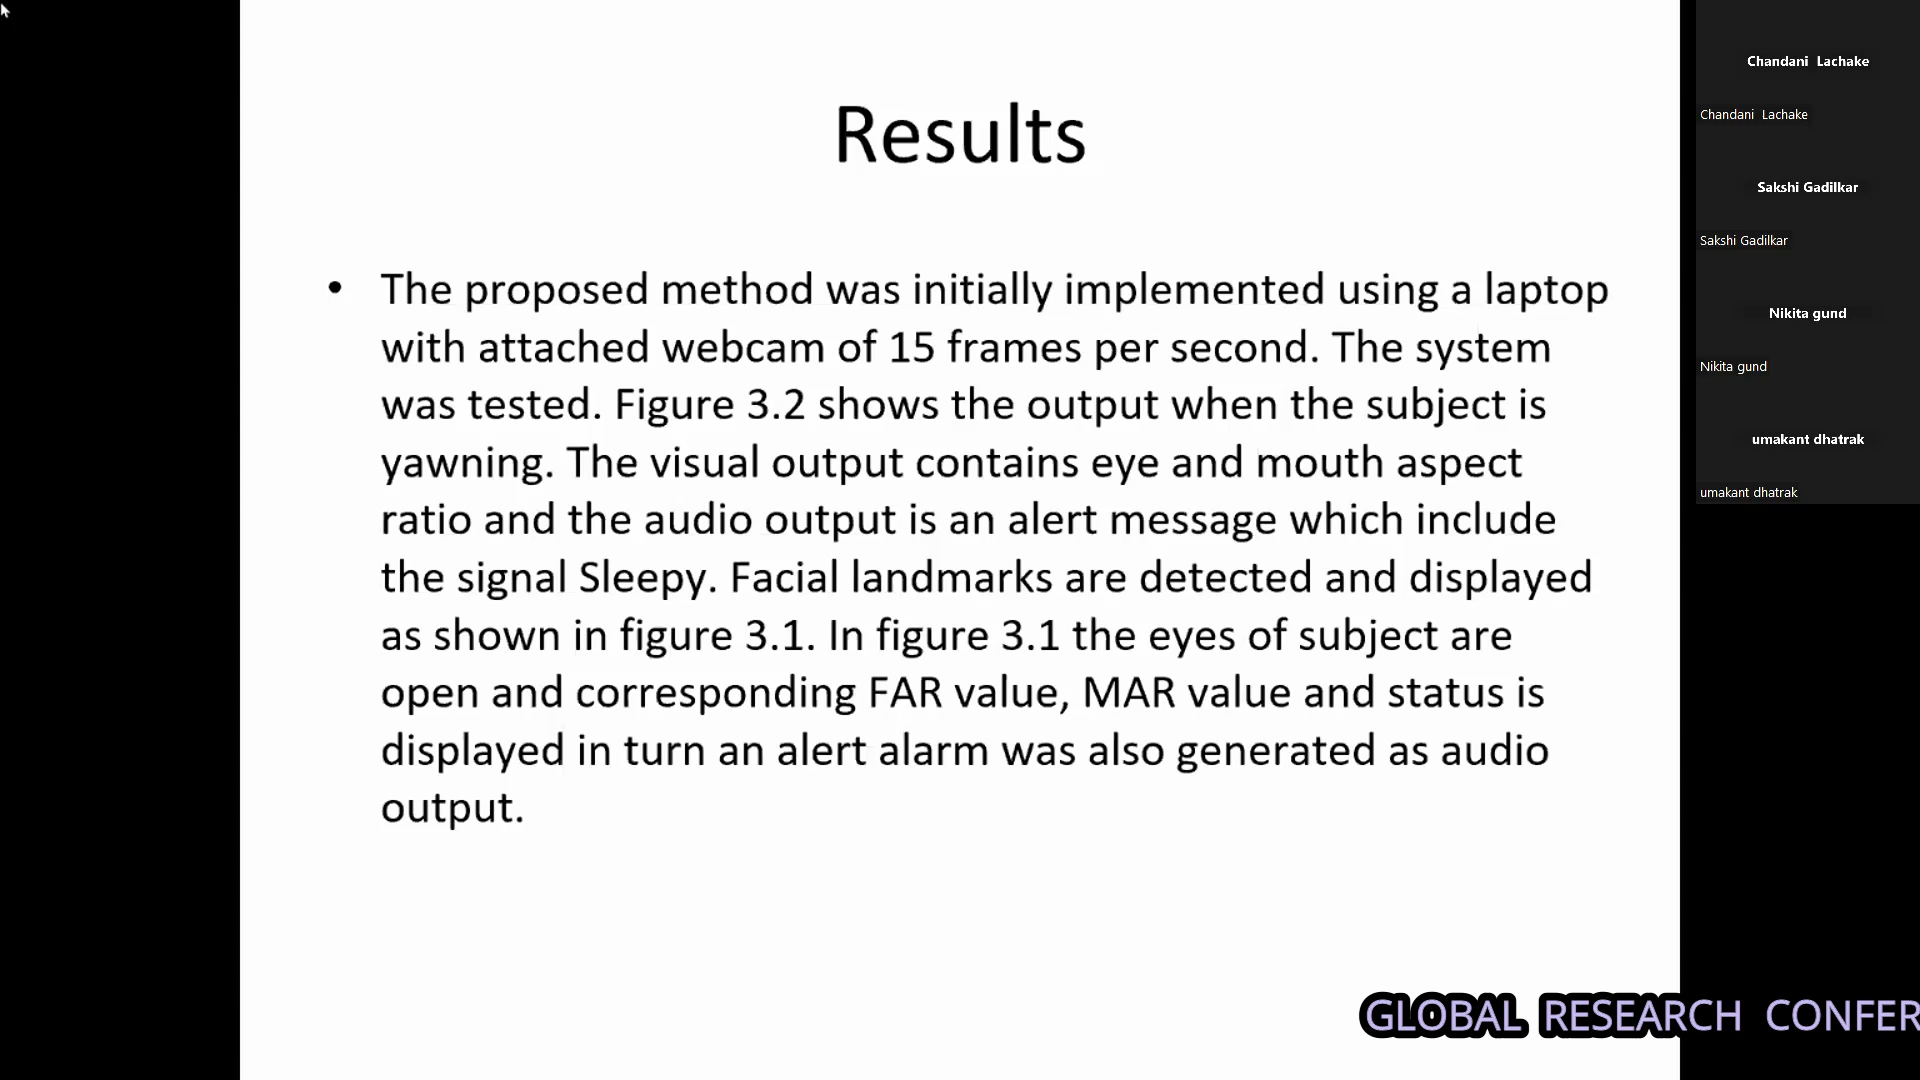 Results
• The proposed method was initially implemented using a laptop
with attached webcam of 15 frames per second. The system
was tested. Figure 3.2 shows the output when the subject is
yawning. The visual output contains eye and mouth aspect
ratio and the audio output is an alert message which include
the signal Sleepy. Facial landmarks are detected and displayed
as shown in figure 3.1. In figure 3.1 the eyes of subject are
open and corresponding FAR value, MAR value and status is
displayed in turn an alert alarm was also generated as audio
output.
Chandani Lachake
Chandani Lachake
Sakshi Gadilkar
Sakshi Gadilkar
Nikita gund
Nikita gund
umakant dhatrak
umakant dhatrak
GLOBAL RESEARCH CONFER